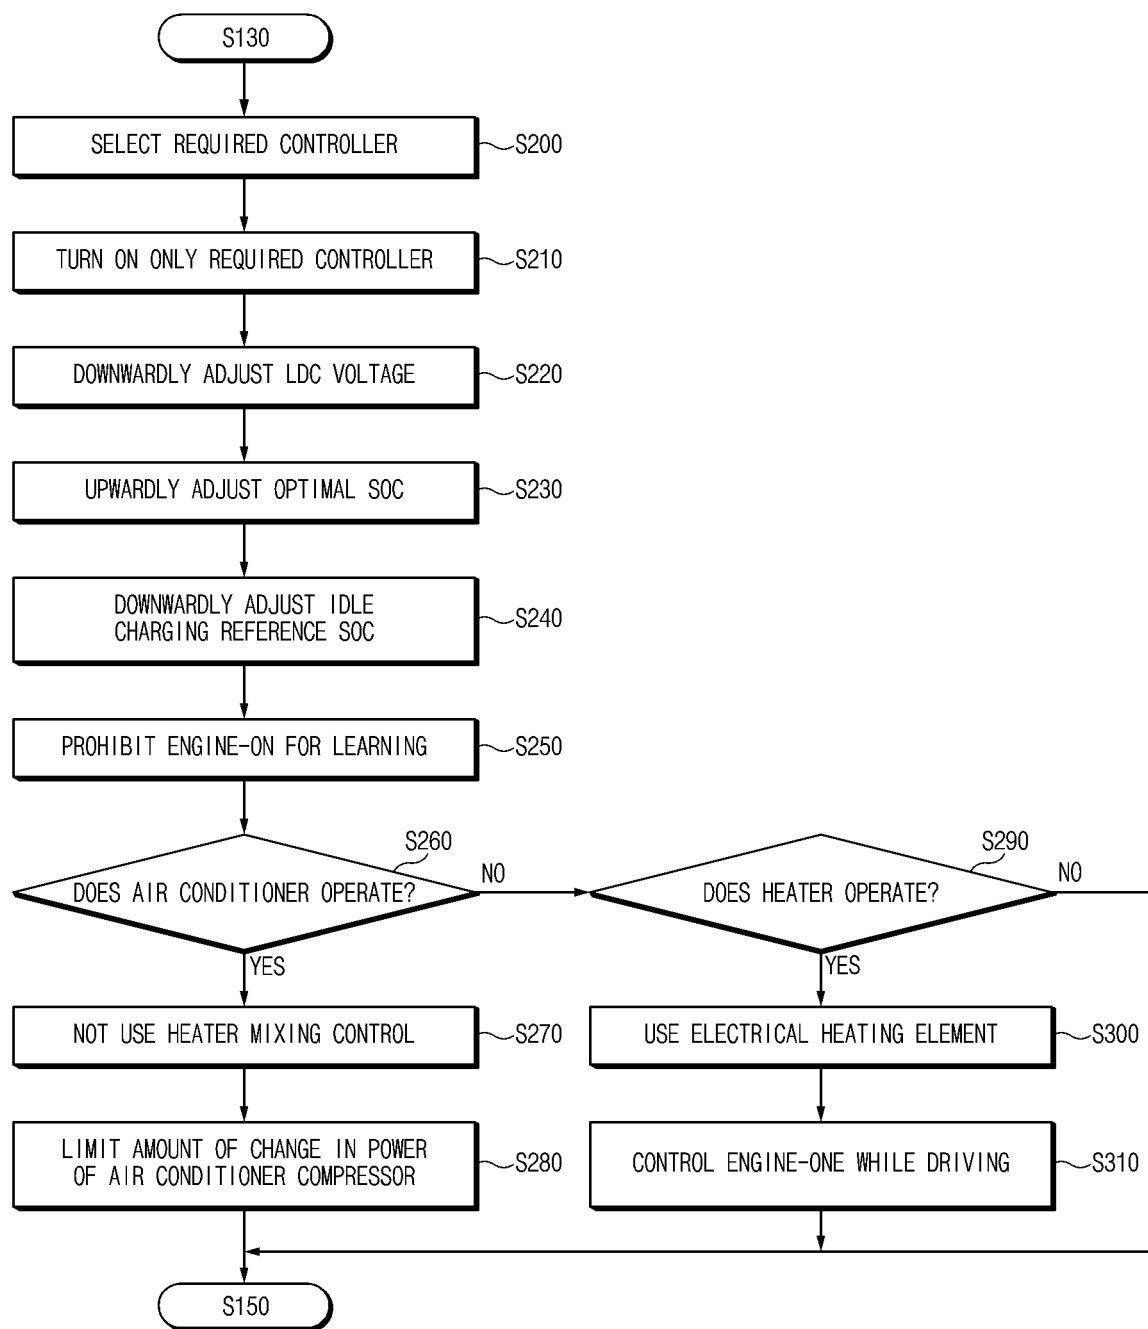 S130
SELECT REQUIRED CONTROLLER
S200
TURN ON ONLY REQUIRED CONTROLLER
S210
DOWNWARDLY ADJUST LDC VOLTAGE
S220
UPWARDLY ADJUST OPTIMAL SOC
S230
DOWNWARDLY ADJUST IDLE
CHARGING REFERENCE SOC
S240
PROHIBIT ENGINE-ON FOR LEARNING
S250
S260
DOES AIR CONDITIONER OPERATE?
NO
YES
S290
DOES HEATER OPERATE?
NO
YES
NOT USE HEATER MIXING CONTROL
S270
USE ELECTRICAL HEATING ELEMENT
S300
LIMIT AMOUNT OF CHANGE IN POWER
OF AIR CONDITIONER COMPRESSOR
S280
CONTROL ENGINE-ONE WHILE DRIVING
S310
S150